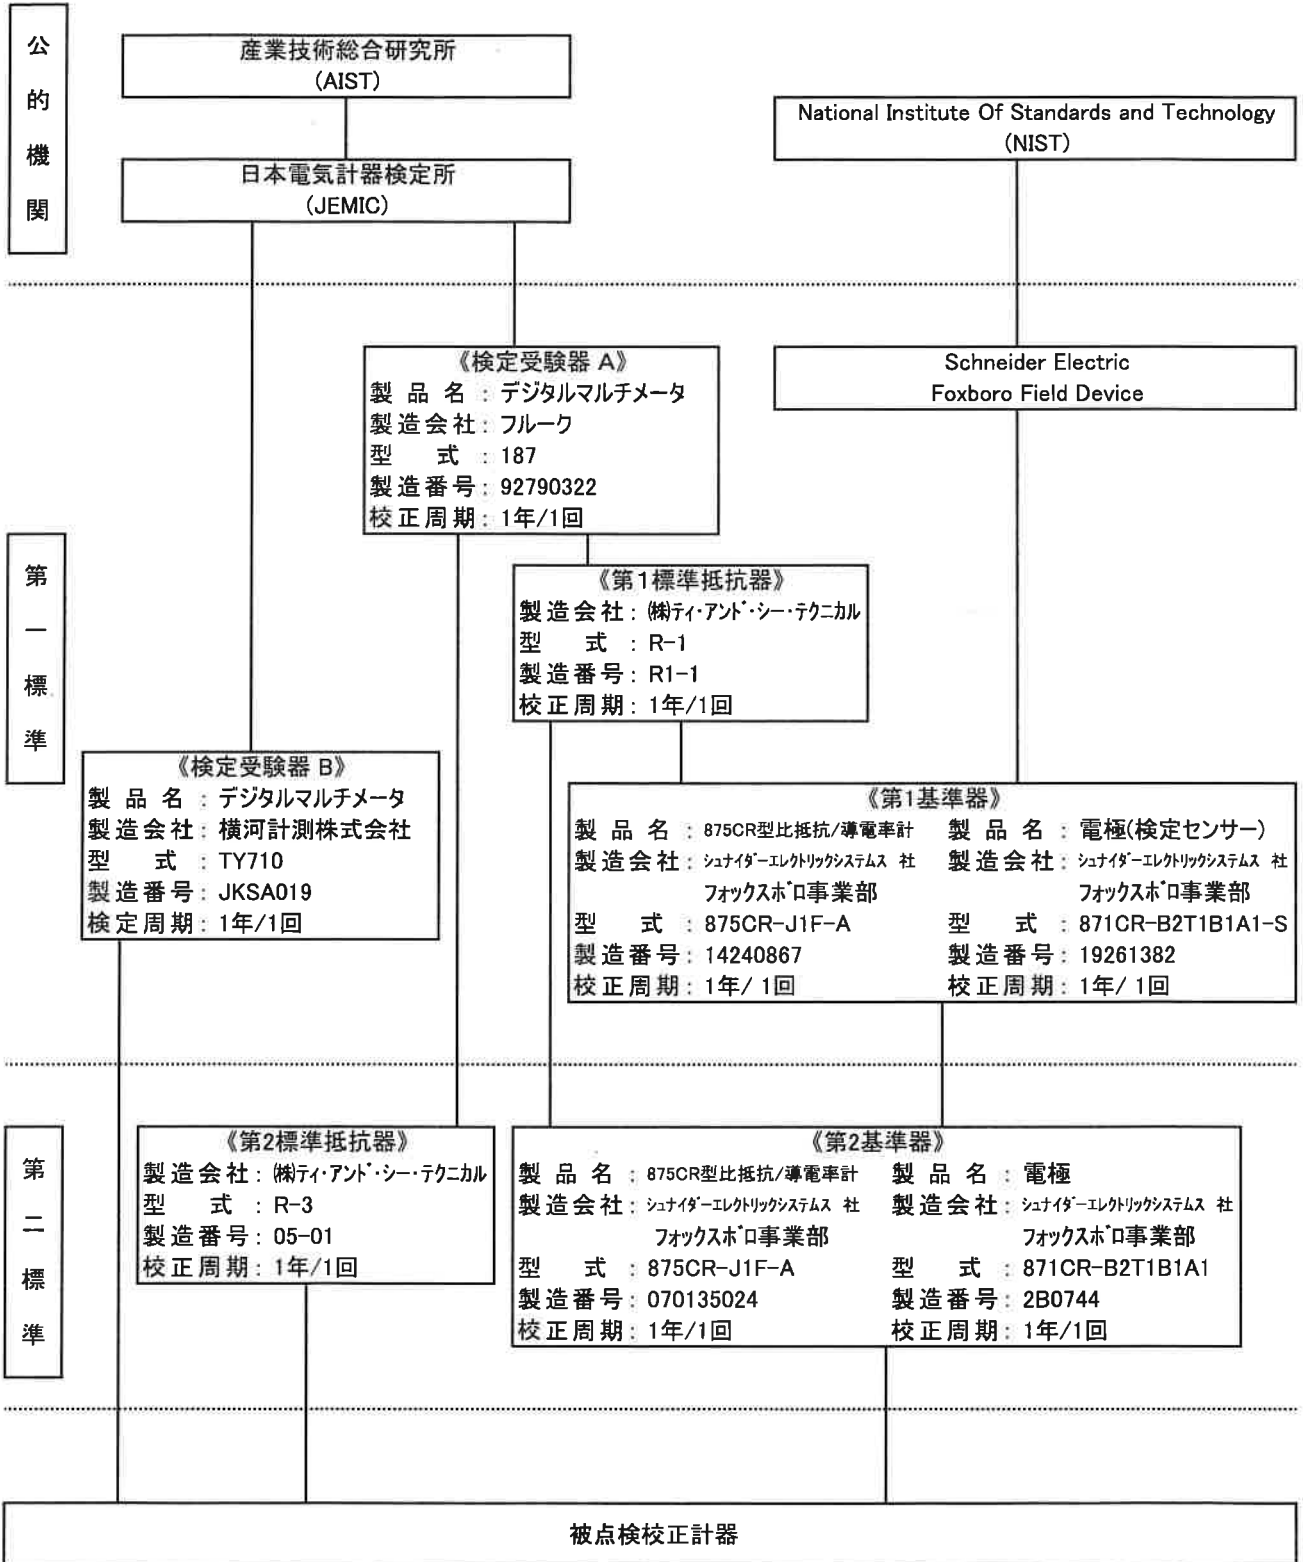 公的機関
産業技術総合研究所
(AIST)
日本電気計器検定所
(JEMIC)
National Institute Of Standards and Technology
(NIST)
第一標準
《検定受験器 A》
製品名：デジタルマルチメータ
製造会社：フルーク
型式：187
製造番号：92790322
校正周期：1年/1回
Schneider Electric
Foxboro Field Device
《第1標準抵抗器》
製造会社：㈱ティ・アンド・シー・テクニカル
型式：R-1
製造番号：R1-1
校正周期：1年/1回
《検定受験器 B》
製品名：デジタルマルチメータ
製造会社：横河計測株式会社
型式：TY710
製造番号：JKSA019
検定周期：1年/1回
《第1基準器》
製品名：875CR型比抵抗/導電率計
製造会社：シュナイダーエレクトリックシステムス 社
フォックスボロ事業部
型式：875CR-J1F-A
製造番号：14240867
校正周期：1年/ 1回
製品名：電極(検定センサー)
製造会社：シュナイダーエレクトリックシステムス 社
フォックスボロ事業部
型式：871CR-B2T1B1A1-S
製造番号：19261382
校正周期：1年/ 1回
第二標準
《第2標準抵抗器》
製造会社：㈱ティ・アンド・シー・テクニカル
型式：R-3
製造番号：05-01
校正周期：1年/1回
《第2基準器》
製品名：875CR型比抵抗/導電率計
製造会社：シュナイダーエレクトリックシステムス 社
フォックスボロ事業部
型式：875CR-J1F-A
製造番号：070135024
校正周期：1年/1回
製品名：電極
製造会社：シュナイダーエレクトリックシステムス 社
フォックスボロ事業部
型式：871CR-B2T1B1A1
製造番号：2B0744
校正周期：1年/1回
被点検校正計器